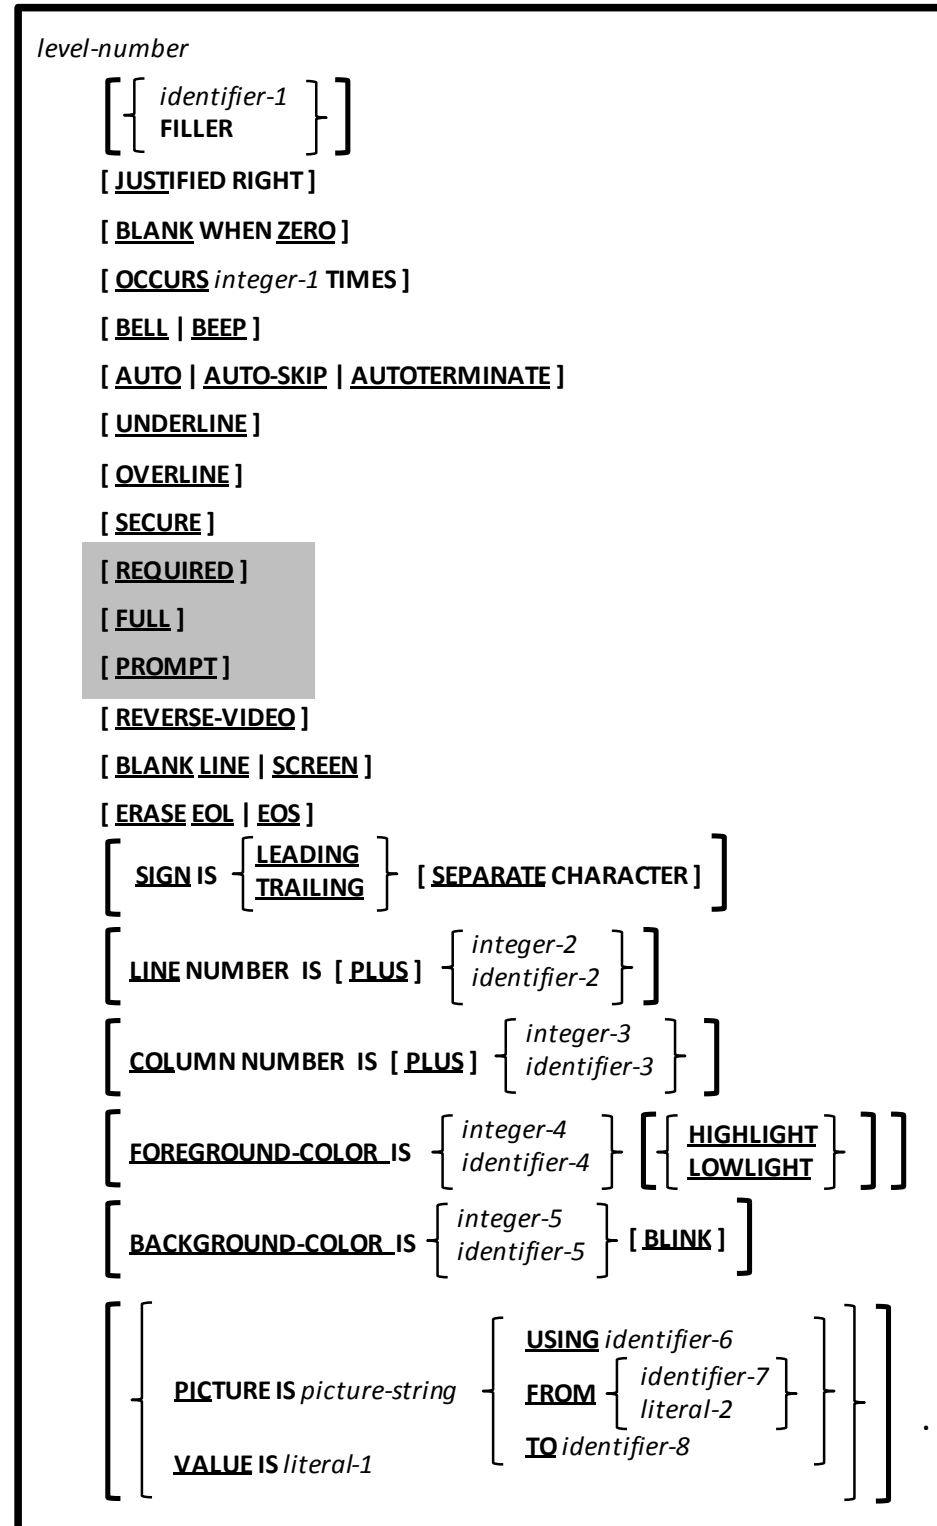 level-number
identifier-1
FILLER
[ JUSTIFIED RIGHT ]
[ BLANK WHEN ZERO ]
[ OCCURS integer-1 TIMES ]
[ BELL | BEEP ]
[ AUTO | AUTO-SKIP | AUTOTERMINATE ]
[ UNDERLINE ]
[ OVERLINE ]
[ SECURE ]
[ REQUIRED ]
[ FULL ]
[ PROMPT ]
[ REVERSE-VIDEO ]
[ BLANK LINE | SCREEN ]
[ ERASE EOL | EOS ]
SIGN IS LEADING TRAILING [ SEPARATE CHARACTER ]
LINE NUMBER IS [ PLUS ] integer-2 identifier-2
COLUMN NUMBER IS [ PLUS ] integer-3 identifier-3
FOREGROUND-COLOR IS integer-4 identifier-4 HIGHLIGHT LOWLIGHT
BACKGROUND-COLOR IS integer-5 identifier-5 [ BLINK ]
PICTURE IS picture-string
USING identifier-6
FROM identifier-7 literal-2
TO identifier-8
VALUE IS literal-1
.